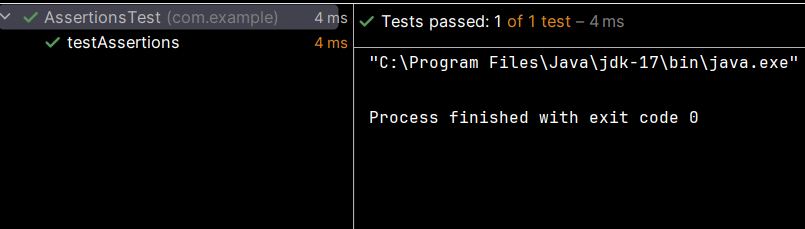 AssertionsTest (com.example) 4 ms
testAssertions 4 ms
Tests passed: 1 of 1 test – 4 ms
"C:\Program Files\Java\jdk-17\bin\java.exe"
Process finished with exit code 0